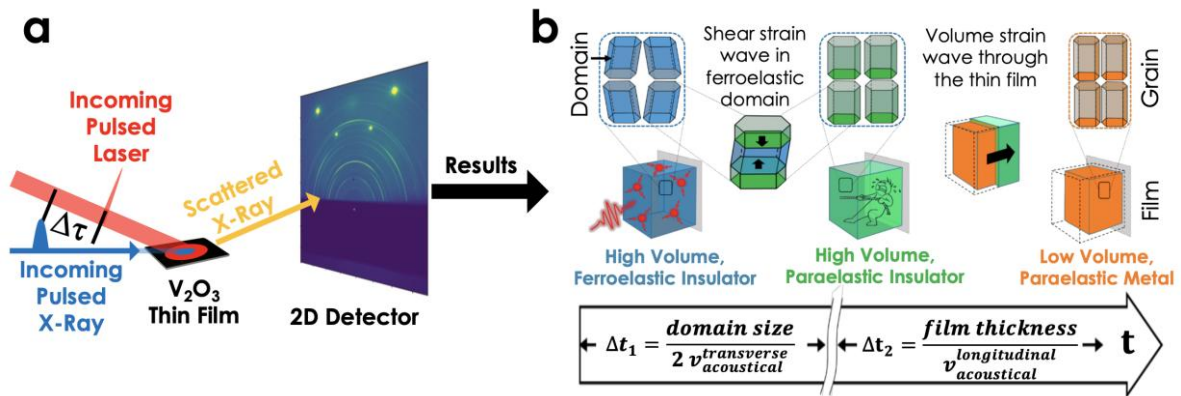 a
Incoming
Pulsed
Laser
Δτ
Incoming
Pulsed
X-Ray
V₂O₃
Thin Film
Scattered
X-Ray
2D Detector
Results
b
Domain
Shear strain
wave in
ferroelastic
domain
Volume strain
wave through
the thin film
Grain
Film
High Volume,
Ferroelastic Insulator
High Volume,
Paraelastic Insulator
Low Volume,
Paraelastic Metal
Δt₁ = domain size / 2 v_acoustical^transverse
Δt₂ = film thickness / v_acoustical^longitudinal
t